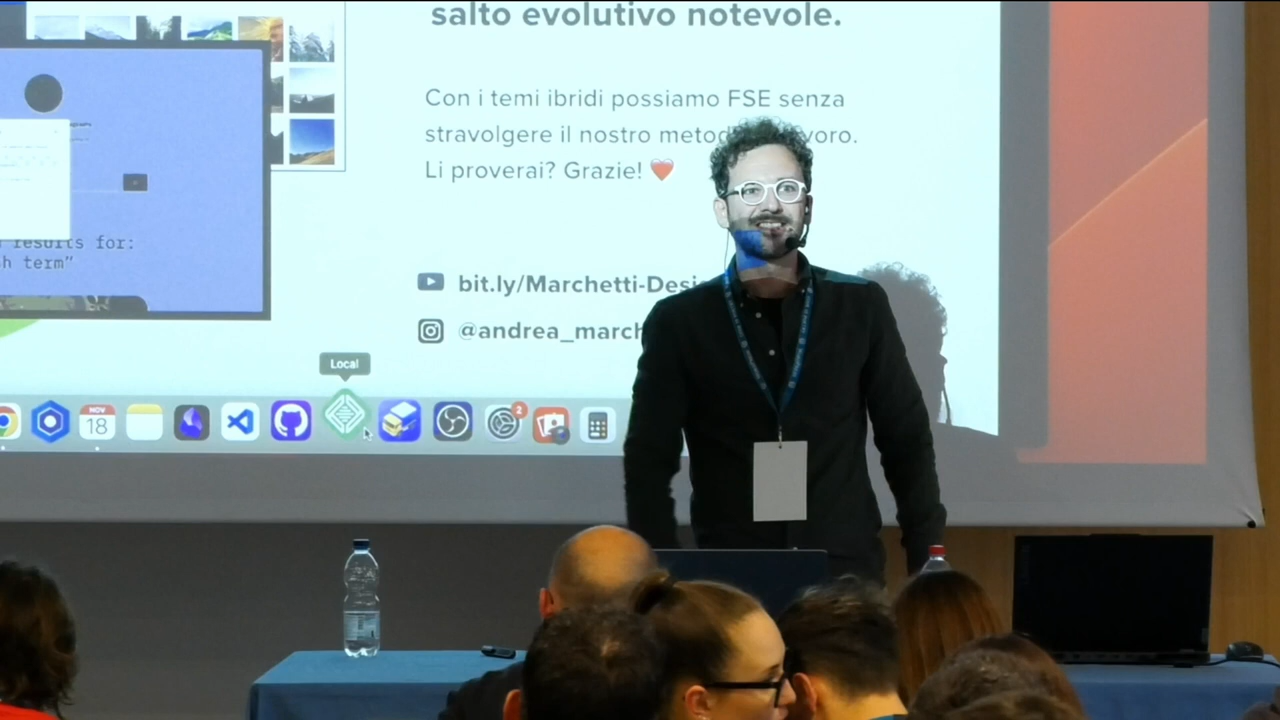 salto evolutivo notevole.
Con i temi ibridi possiamo FSE senza
stravolgere il nostro metod voro.
Li proverai? Grazie! ❤️
bit.ly/Marchetti-Desi
@andrea_march
results for:
h term”
Local
NOV
18
2